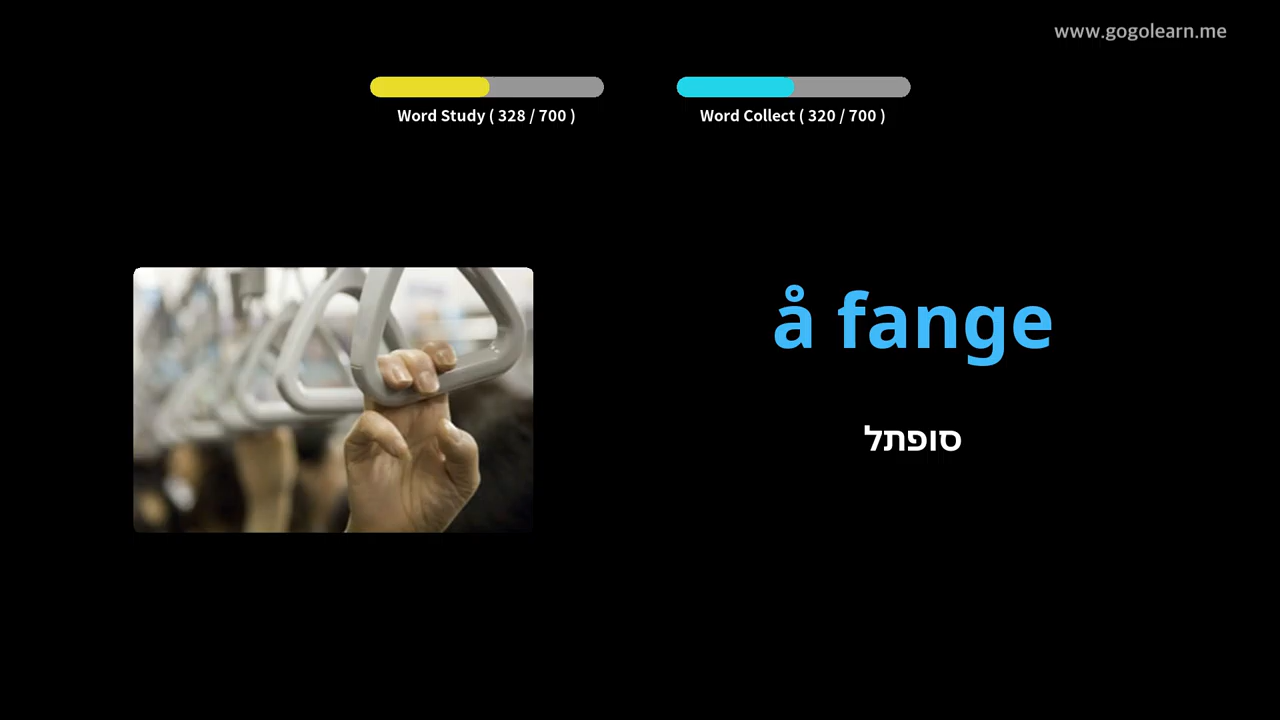 www.gogolearn.me
Word Study ( 328 / 700 )
Word Collect ( 320 / 700 )
å fange
סופתל